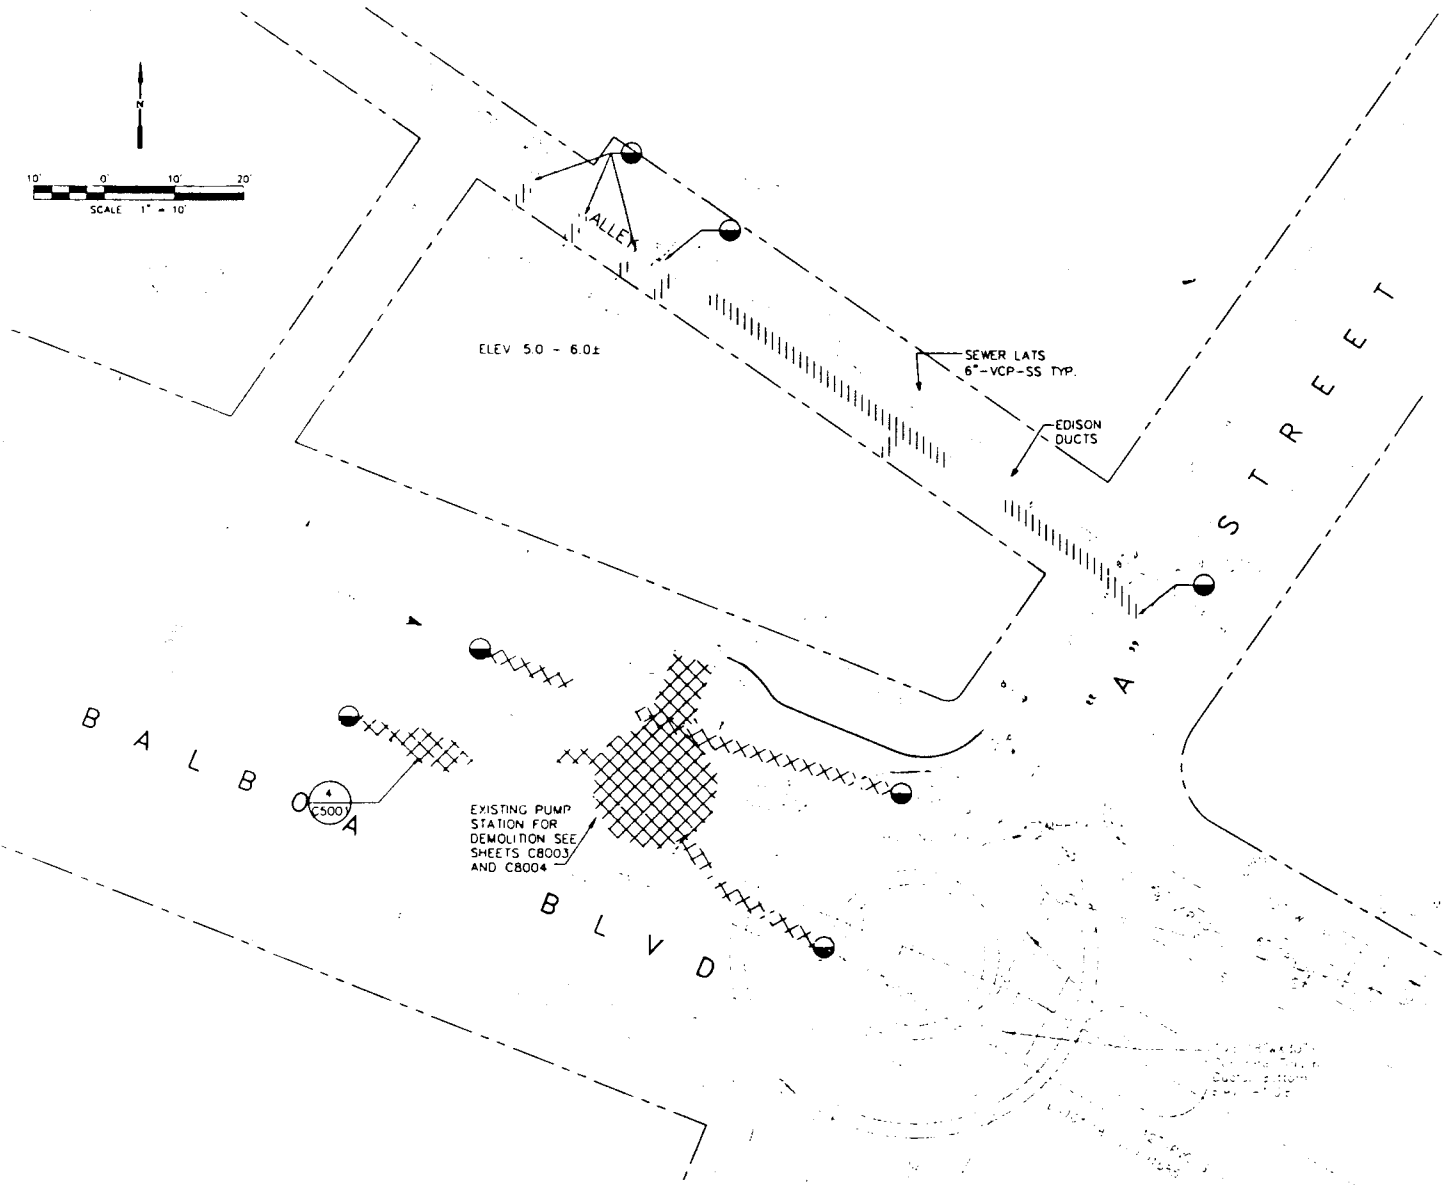 N
10' 0' 10' 20'
SCALE 1" = 10'
ALLEY
ELEV 5.0 - 6.0±
SEWER LATS
6"-VCP-SS TYP.
EDISON
DUCTS
"A" STREET
BALBOA BLVD
4
C5001
EXISTING PUMP
STATION FOR
DEMOLITION SEE
SHEETS C8003
AND C8004